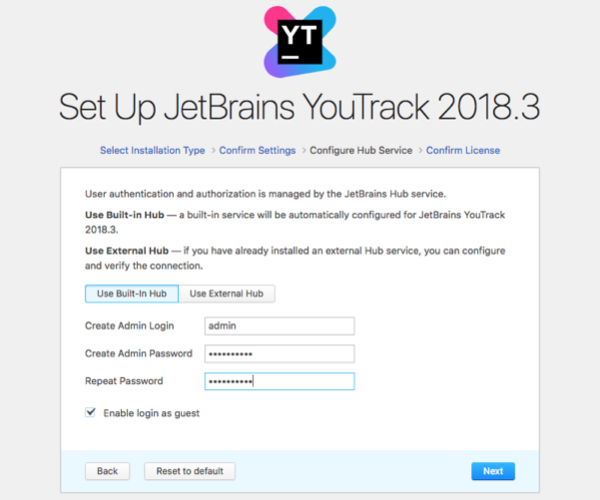 YT
Set Up JetBrains YouTrack 2018.3
Select Installation Type > Confirm Settings > Configure Hub Service > Confirm License
User authentication and authorization is managed by the JetBrains Hub service.
Use Built-in Hub — a built-in service will be automatically configured for JetBrains YouTrack
2018.3.
Use External Hub — if you have already installed an external Hub service, you can configure
and verify the connection.
Use Built-In Hub Use External Hub
Create Admin Login admin
Create Admin Password ••••••••••
Repeat Password ••••••••••
Enable login as guest
Back Reset to default Next